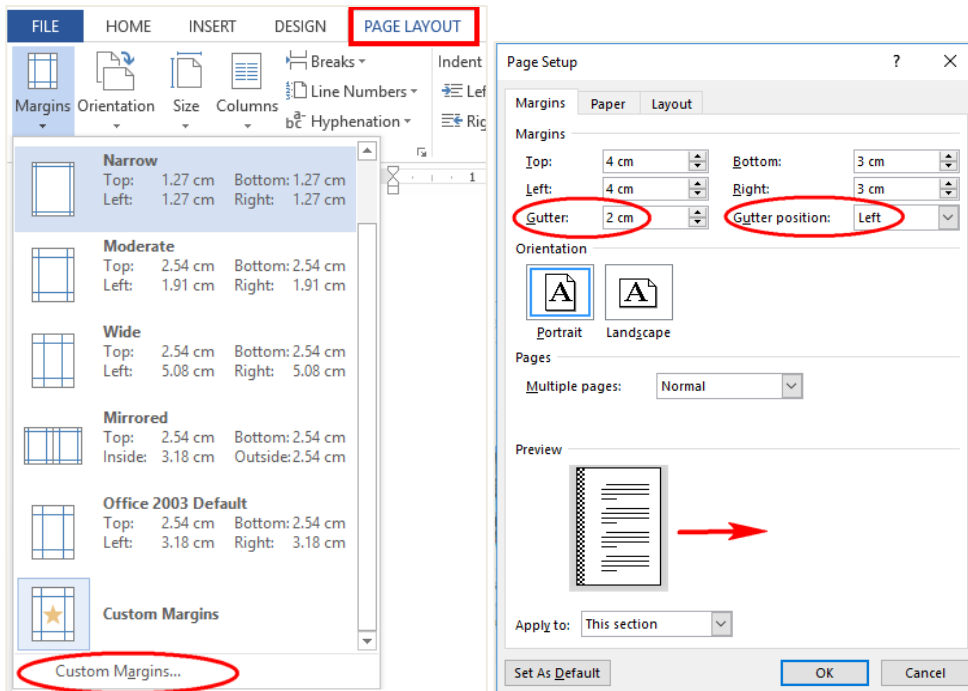 FILE HOME INSERT DESIGN PAGE LAYOUT
Margins Orientation Size Columns
Breaks
Line Numbers
Hyphenation
Indent
1
Narrow
Top: 1.27 cm Bottom: 1.27 cm
Left: 1.27 cm Right: 1.27 cm
Moderate
Top: 2.54 cm Bottom: 2.54 cm
Left: 1.91 cm Right: 1.91 cm
Wide
Top: 2.54 cm Bottom: 2.54 cm
Left: 5.08 cm Right: 5.08 cm
Mirrored
Top: 2.54 cm Bottom: 2.54 cm
Inside: 3.18 cm Outside: 2.54 cm
Office 2003 Default
Top: 2.54 cm Bottom: 2.54 cm
Left: 3.18 cm Right: 3.18 cm
Custom Margins
Custom Margins...
Page Setup ?
Margins Paper Layout
Margins
Top: 4 cm Bottom: 3 cm
Left: 4 cm Right: 3 cm
Gutter: 2 cm Gutter position: Left
Orientation
A A
Portrait Landscape
Pages
Multiple pages: Normal
Preview
Apply to: This section
Set As Default OK Cancel